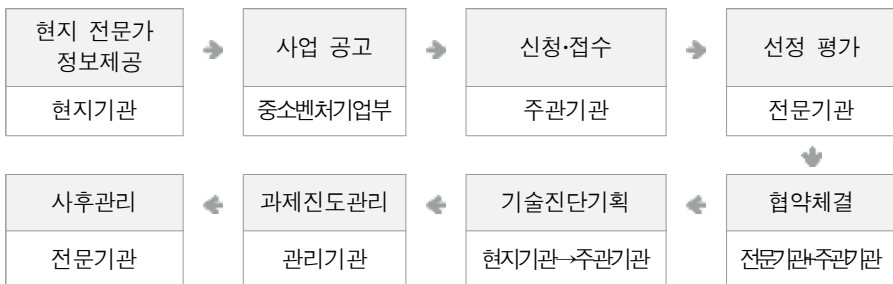 현지 전문가
정보제공
사업 공고
신청·접수
선정 평가
현지기관
중소벤처기업부
주관기관
전문기관
사후관리
과제진도관리
기술진단기획
협약체결
전문기관
관리기관
현지기관→주관기관
전문기관+주관기관